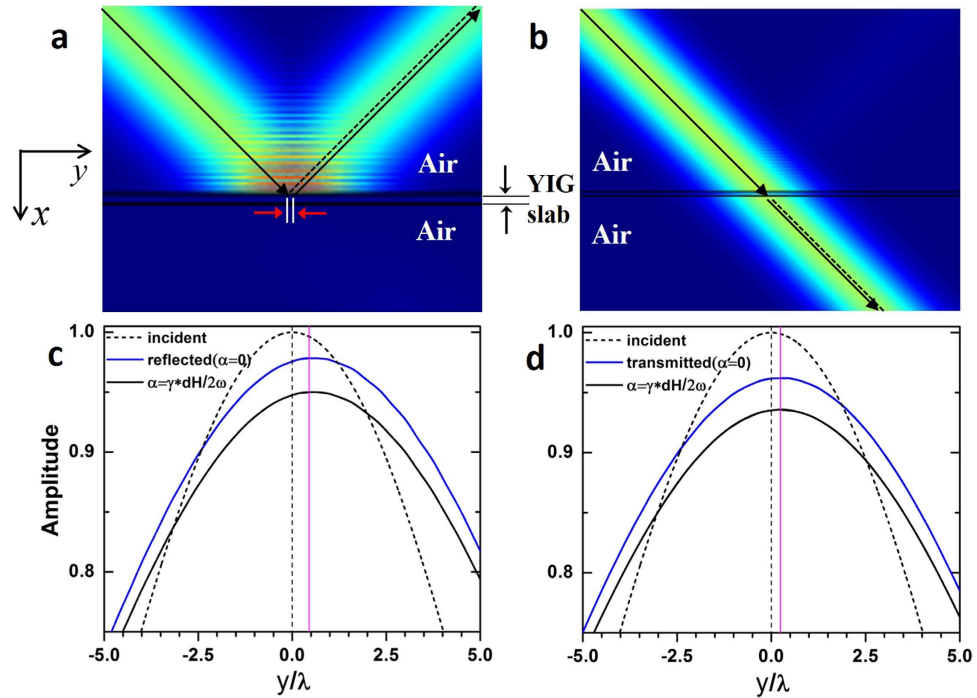 a
b
y
x
Air
YIG
slab
Air
Air
Air
c
incident
reflected(α=0)
α=γ*dH/2ω
d
incident
transmitted(α=0)
α=γ*dH/2ω
Amplitude
1.0
0.9
0.8
-5.0 -2.5 0.0 2.5 5.0
y/λ
1.0
0.9
0.8
-5.0 -2.5 0.0 2.5 5.0
y/λ